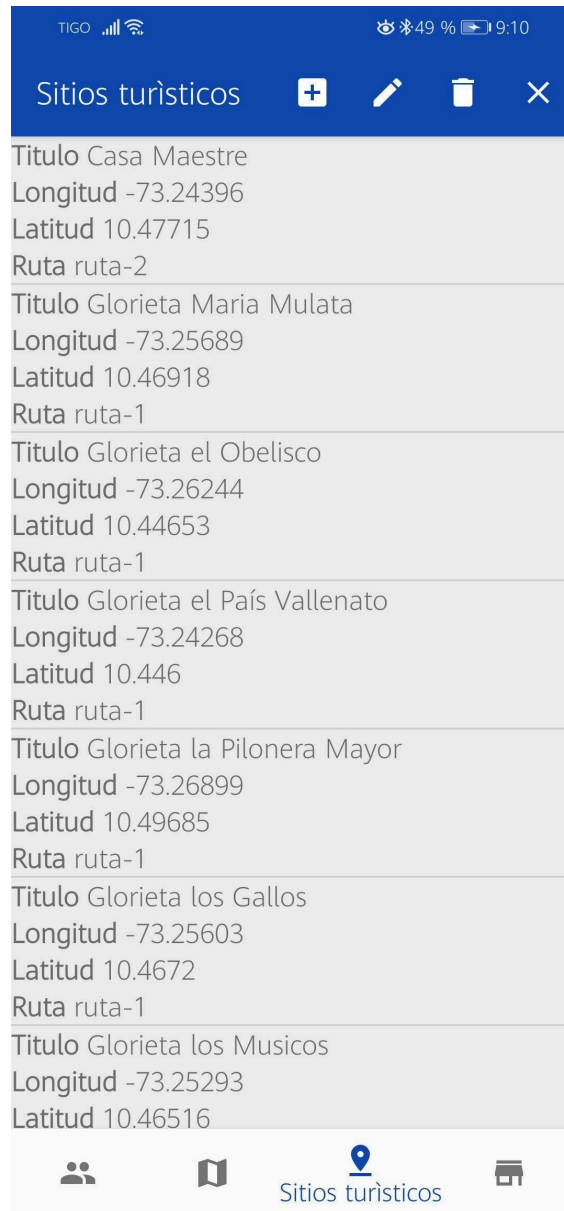 TIGO 49 % 9:10
Sitios turìsticos
Titulo Casa Maestre
Longitud -73.24396
Latitud 10.47715
Ruta ruta-2
Titulo Glorieta Maria Mulata
Longitud -73.25689
Latitud 10.46918
Ruta ruta-1
Titulo Glorieta el Obelisco
Longitud -73.26244
Latitud 10.44653
Ruta ruta-1
Titulo Glorieta el País Vallenato
Longitud -73.24268
Latitud 10.446
Ruta ruta-1
Titulo Glorieta la Pilonera Mayor
Longitud -73.26899
Latitud 10.49685
Ruta ruta-1
Titulo Glorieta los Gallos
Longitud -73.25603
Latitud 10.4672
Ruta ruta-1
Titulo Glorieta los Musicos
Longitud -73.25293
Latitud 10.46516
Sitios turìsticos